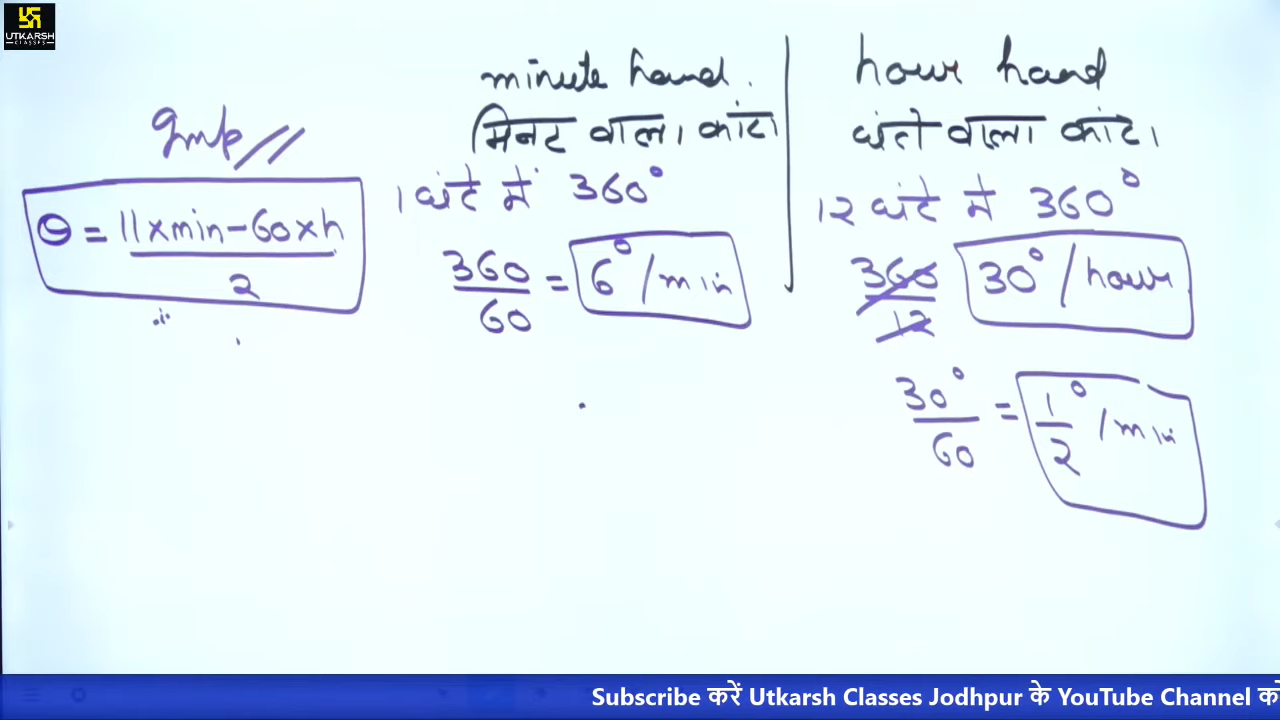 UTKARSH
CLASSES
Imp //
θ = 11 x min - 60 x h
2
minute hand.
मिनट वाला कांटा
1 घंटे में 360°
360 = 6° / min
60
hour hand
घंटे वाला कांटा
12 घंटे में 360°
360 30° / hour
12
30° = 1° / min
60 2
Subscribe करें Utkarsh Classes Jodhpur के YouTube Channel को